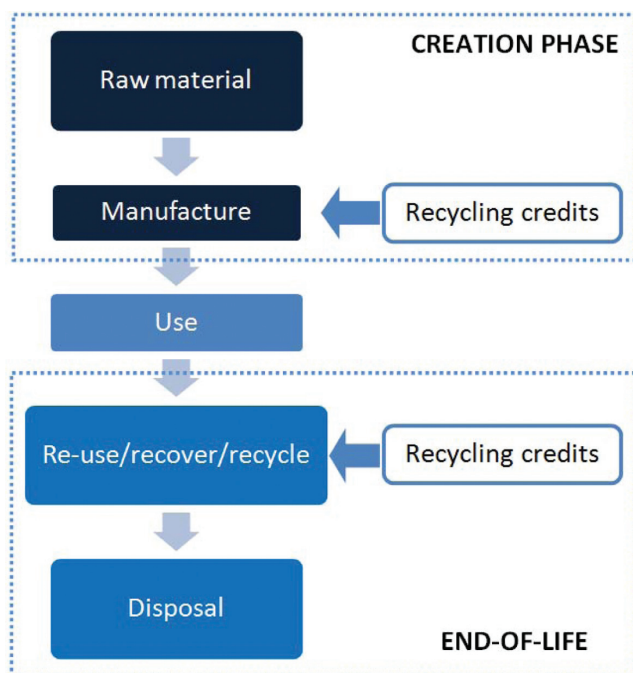 CREATION PHASE
Raw material
Manufacture
Recycling credits
Use
Re-use/recover/recycle
Recycling credits
Disposal
END-OF-LIFE